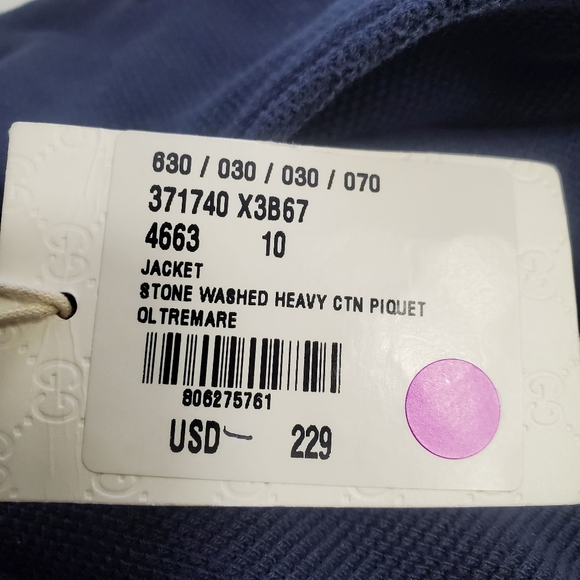 630 / 030 / 030 / 070
371740 X3B67
4663 10
JACKET
STONE WASHED HEAVY CTN PIQUET
OLTREMARE
806275761
USD 229